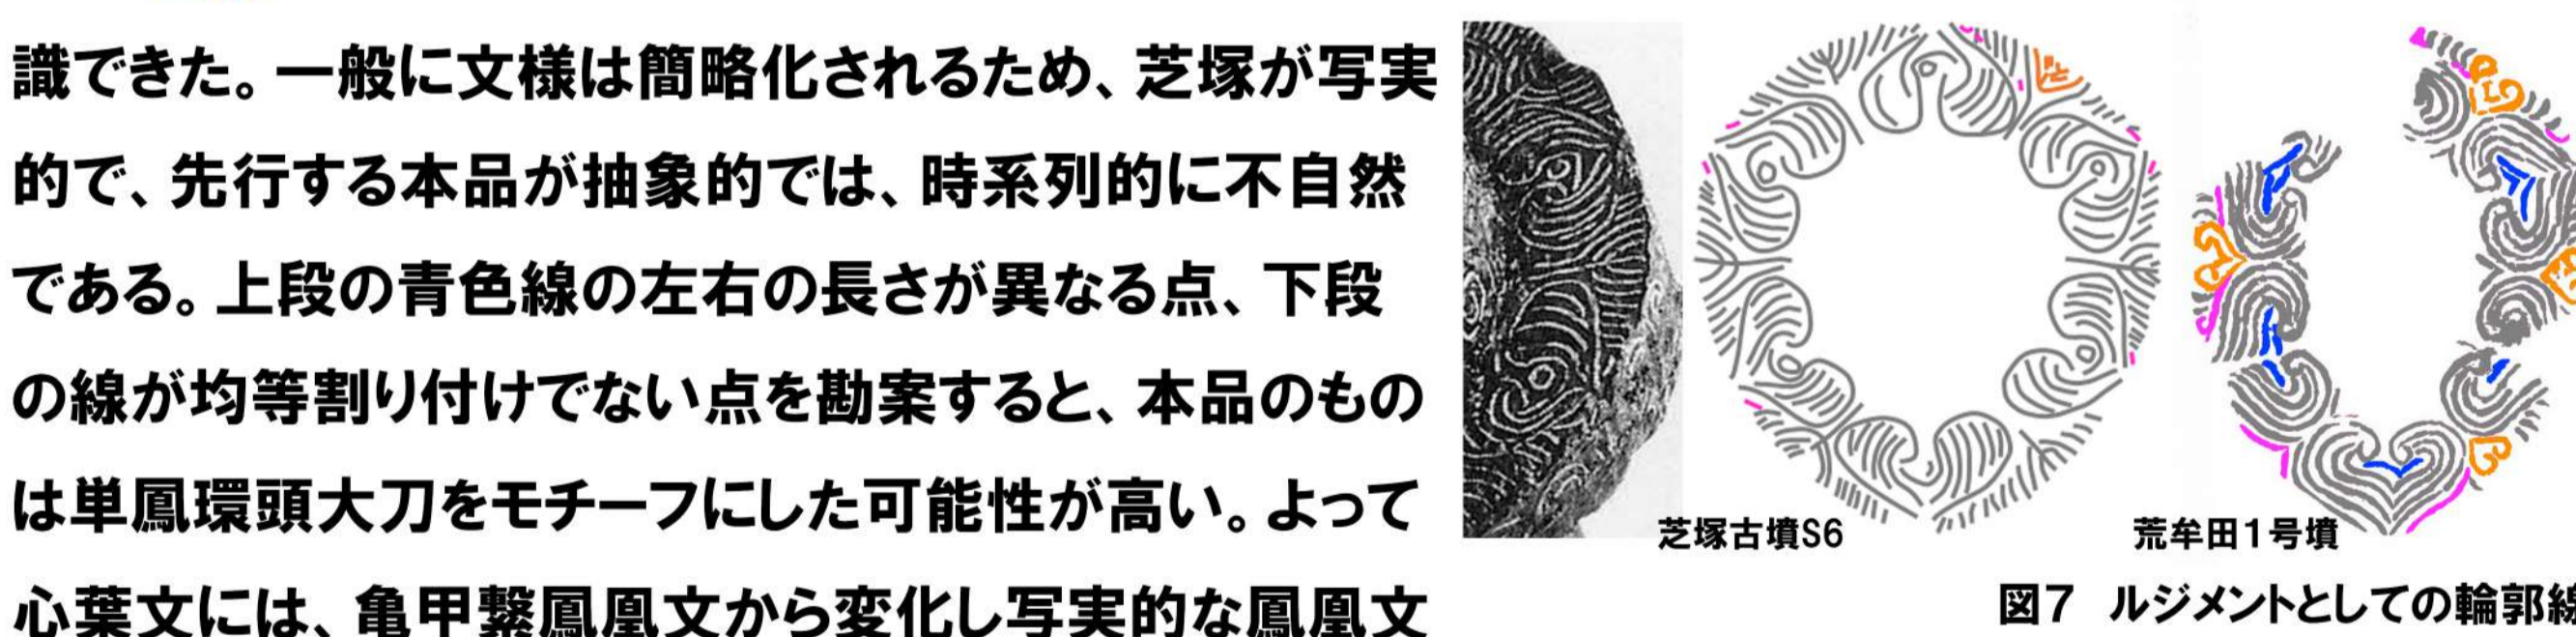 識できた。一般に文様は簡略化されるため、芝塚が写実
的で、先行する本品が抽象的では、時系列的に不自然
である。上段の青色線の左右の長さが異なる点、下段
の線が均等割り付けでない点を勘案すると、本品のもの
は単鳳環頭大刀をモチーフにした可能性が高い。よって
心葉文には、亀甲繋鳳凰文から変化し写実的な鳳凰文
芝塚古墳S6
荒牟田1号墳
図7 ルジメントとしての輪郭線